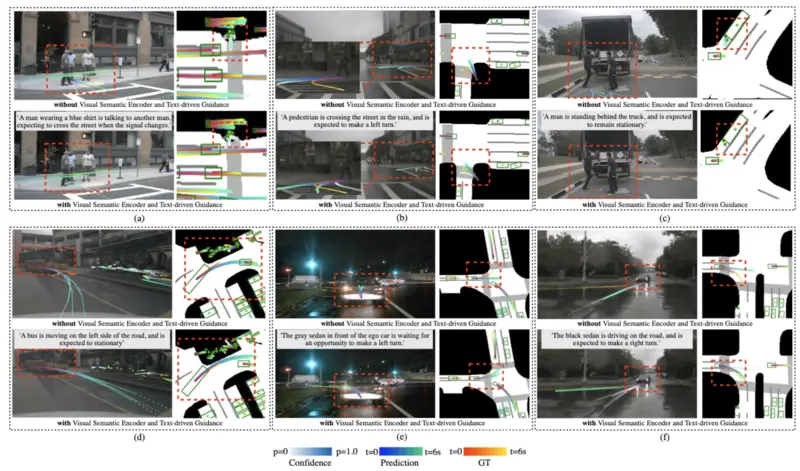 without Visual Semantic Encoder and Text-driven Guidance
without Visual Semantic Encoder and Text-driven Guidance
without Visual Semantic Encoder and Text-driven Guidance
'A man wearing a blue shirt is talking to another man,
expecting to cross the street when the signal changes.'
'A pedestrian is crossing the street in the rain, and is
expected to make a left turn.'
'A man is standing behind the truck, and is expected
to remain stationary.'
with Visual Semantic Encoder and Text-driven Guidance
with Visual Semantic Encoder and Text-driven Guidance
with Visual Semantic Encoder and Text-driven Guidance
(a)
(b)
(c)
without Visual Semantic Encoder and Text-driven Guidance
without Visual Semantic Encoder and Text-driven Guidance
without Visual Semantic Encoder and Text-driven Guidance
'A bus is moving on the left side of the road, and is
expected to stationary'
'The gray sedan in front of the ego car is waiting for
an opportunity to make a left turn.'
'The black sedan is driving on the road, and is
expected to make a right turn.'
with Visual Semantic Encoder and Text-driven Guidance
with Visual Semantic Encoder and Text-driven Guidance
with Visual Semantic Encoder and Text-driven Guidance
(d)
(e)
(f)
p=0 p=1.0 t=0 t=6s t=0 t=6s
Confidence Prediction GT